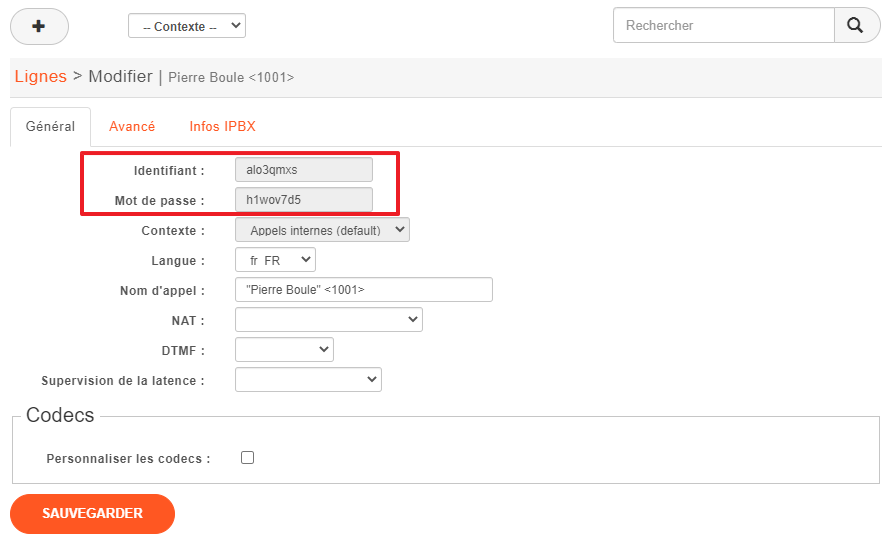 -- Contexte --
Rechercher
Lignes > Modifier | Pierre Boule <1001>
Général Avancé Infos IPBX
Identifiant : alo3qmxs
Mot de passe : h1wov7d5
Contexte : Appels internes (default)
Langue : fr FR
Nom d'appel : "Pierre Boule" <1001>
NAT :
DTMF :
Supervision de la latence :
Codecs
Personnaliser les codecs :
SAUVEGARDER